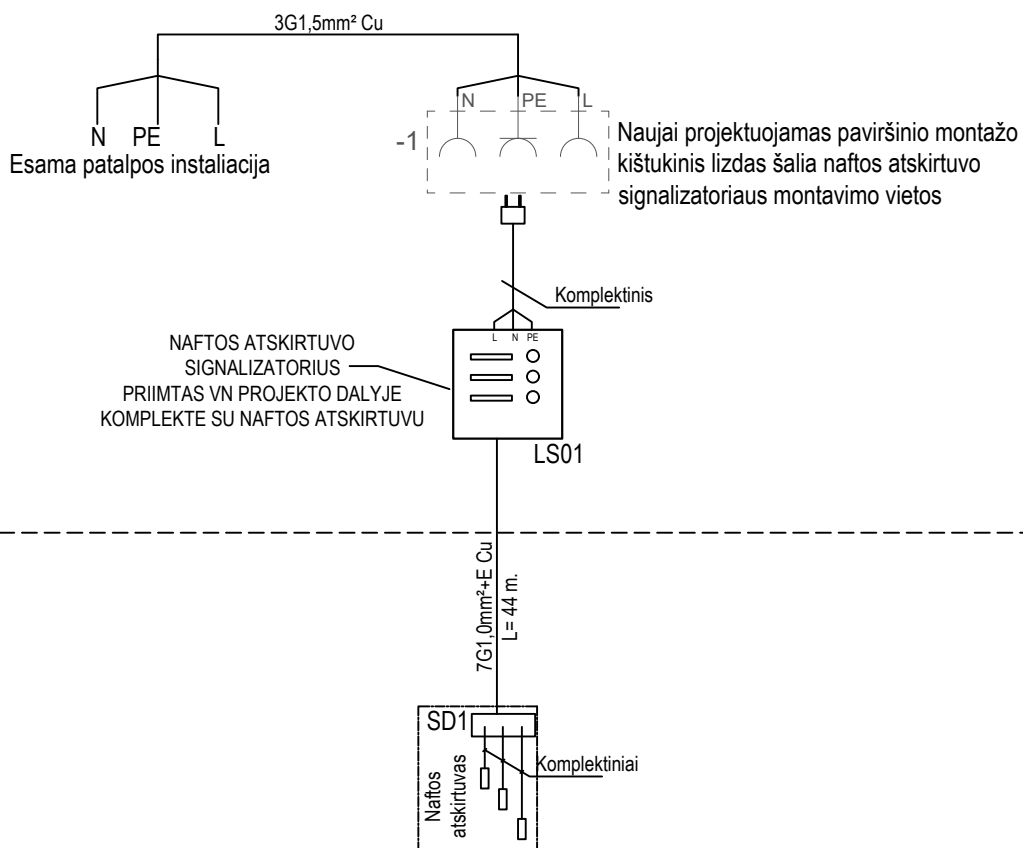 3G1,5mm² Cu
N PE L
Esama patalpos instaliacija
N PE L
-1
Naujai projektuojamas paviršinio montažo
kištukinis lizdas šalia naftos atskirtuvo
signalizatoriaus montavimo vietos
Komplektinis
L N PE
NAFTOS ATSKIRTUVO
SIGNALIZATORIUS
PRIIMTAS VN PROJEKTO DALYJE
KOMPLEKTE SU NAFTOS ATSKIRTUVU
LS01
7G1,0mm²+E Cu
L= 44 m.
SD1
Naftos
atskirtuvas
Komplektiniai